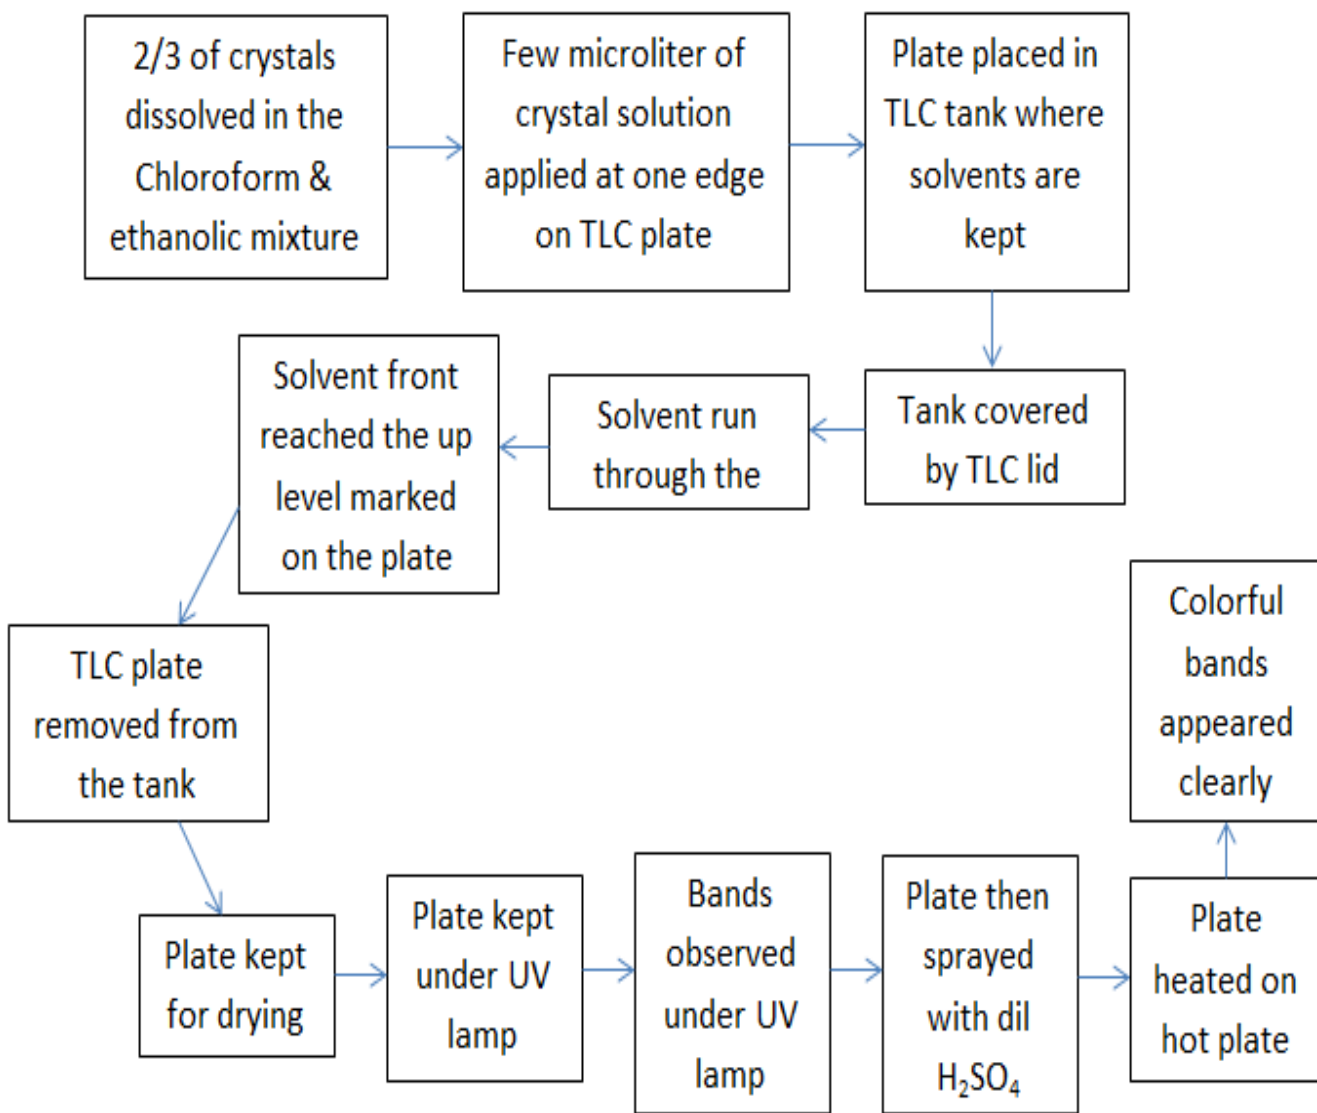 2/3 of crystals
dissolved in the
Chloroform &
ethanolic mixture
Few microliter of
crystal solution
applied at one edge
on TLC plate
Plate placed in
TLC tank where
solvents are
kept
Tank covered
by TLC lid
Solvent run
through the
Solvent front
reached the up
level marked
on the plate
TLC plate
removed from
the tank
Plate kept
for drying
Plate kept
under UV
lamp
Bands
observed
under UV
lamp
Plate then
sprayed
with dil
H₂SO₄
Plate
heated on
hot plate
Colorful
bands
appeared
clearly